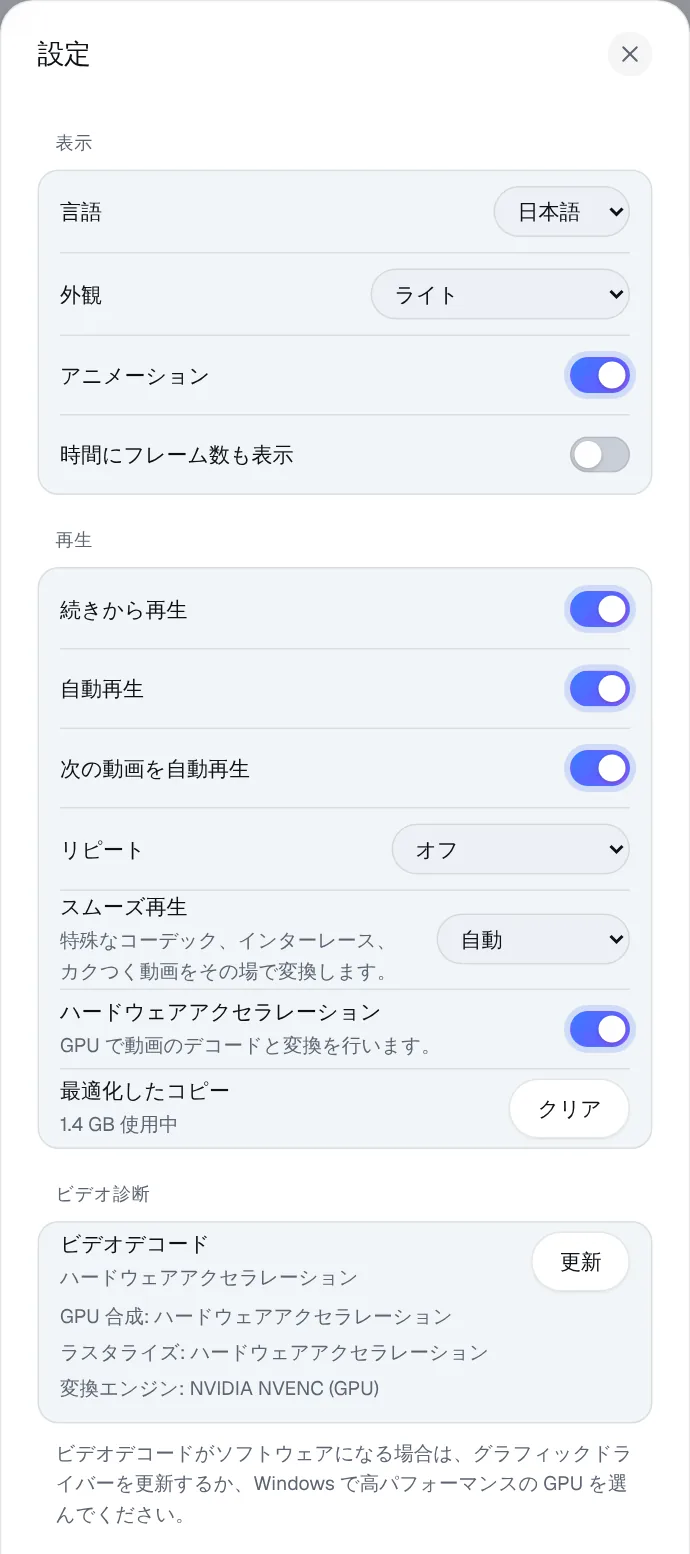 設定
表示
言語
日本語
外観
ライト
アニメーション
時間にフレーム数も表示
再生
続きから再生
自動再生
次の動画を自動再生
リピート
オフ
スムーズ再生
特殊なコーデック、インターレース、
カクつく動画をその場で変換します。
自動
ハードウェアアクセラレーション
GPU で動画のデコードと変換を行います。
最適化したコピー
1.4 GB 使用中
クリア
ビデオ診断
ビデオデコード
ハードウェアアクセラレーション
更新
GPU 合成: ハードウェアアクセラレーション
ラスタライズ: ハードウェアアクセラレーション
変換エンジン: NVIDIA NVENC (GPU)
ビデオデコードがソフトウェアになる場合は、グラフィックドラ
イバーを更新するか、Windows で高パフォーマンスの GPU を選
んでください。